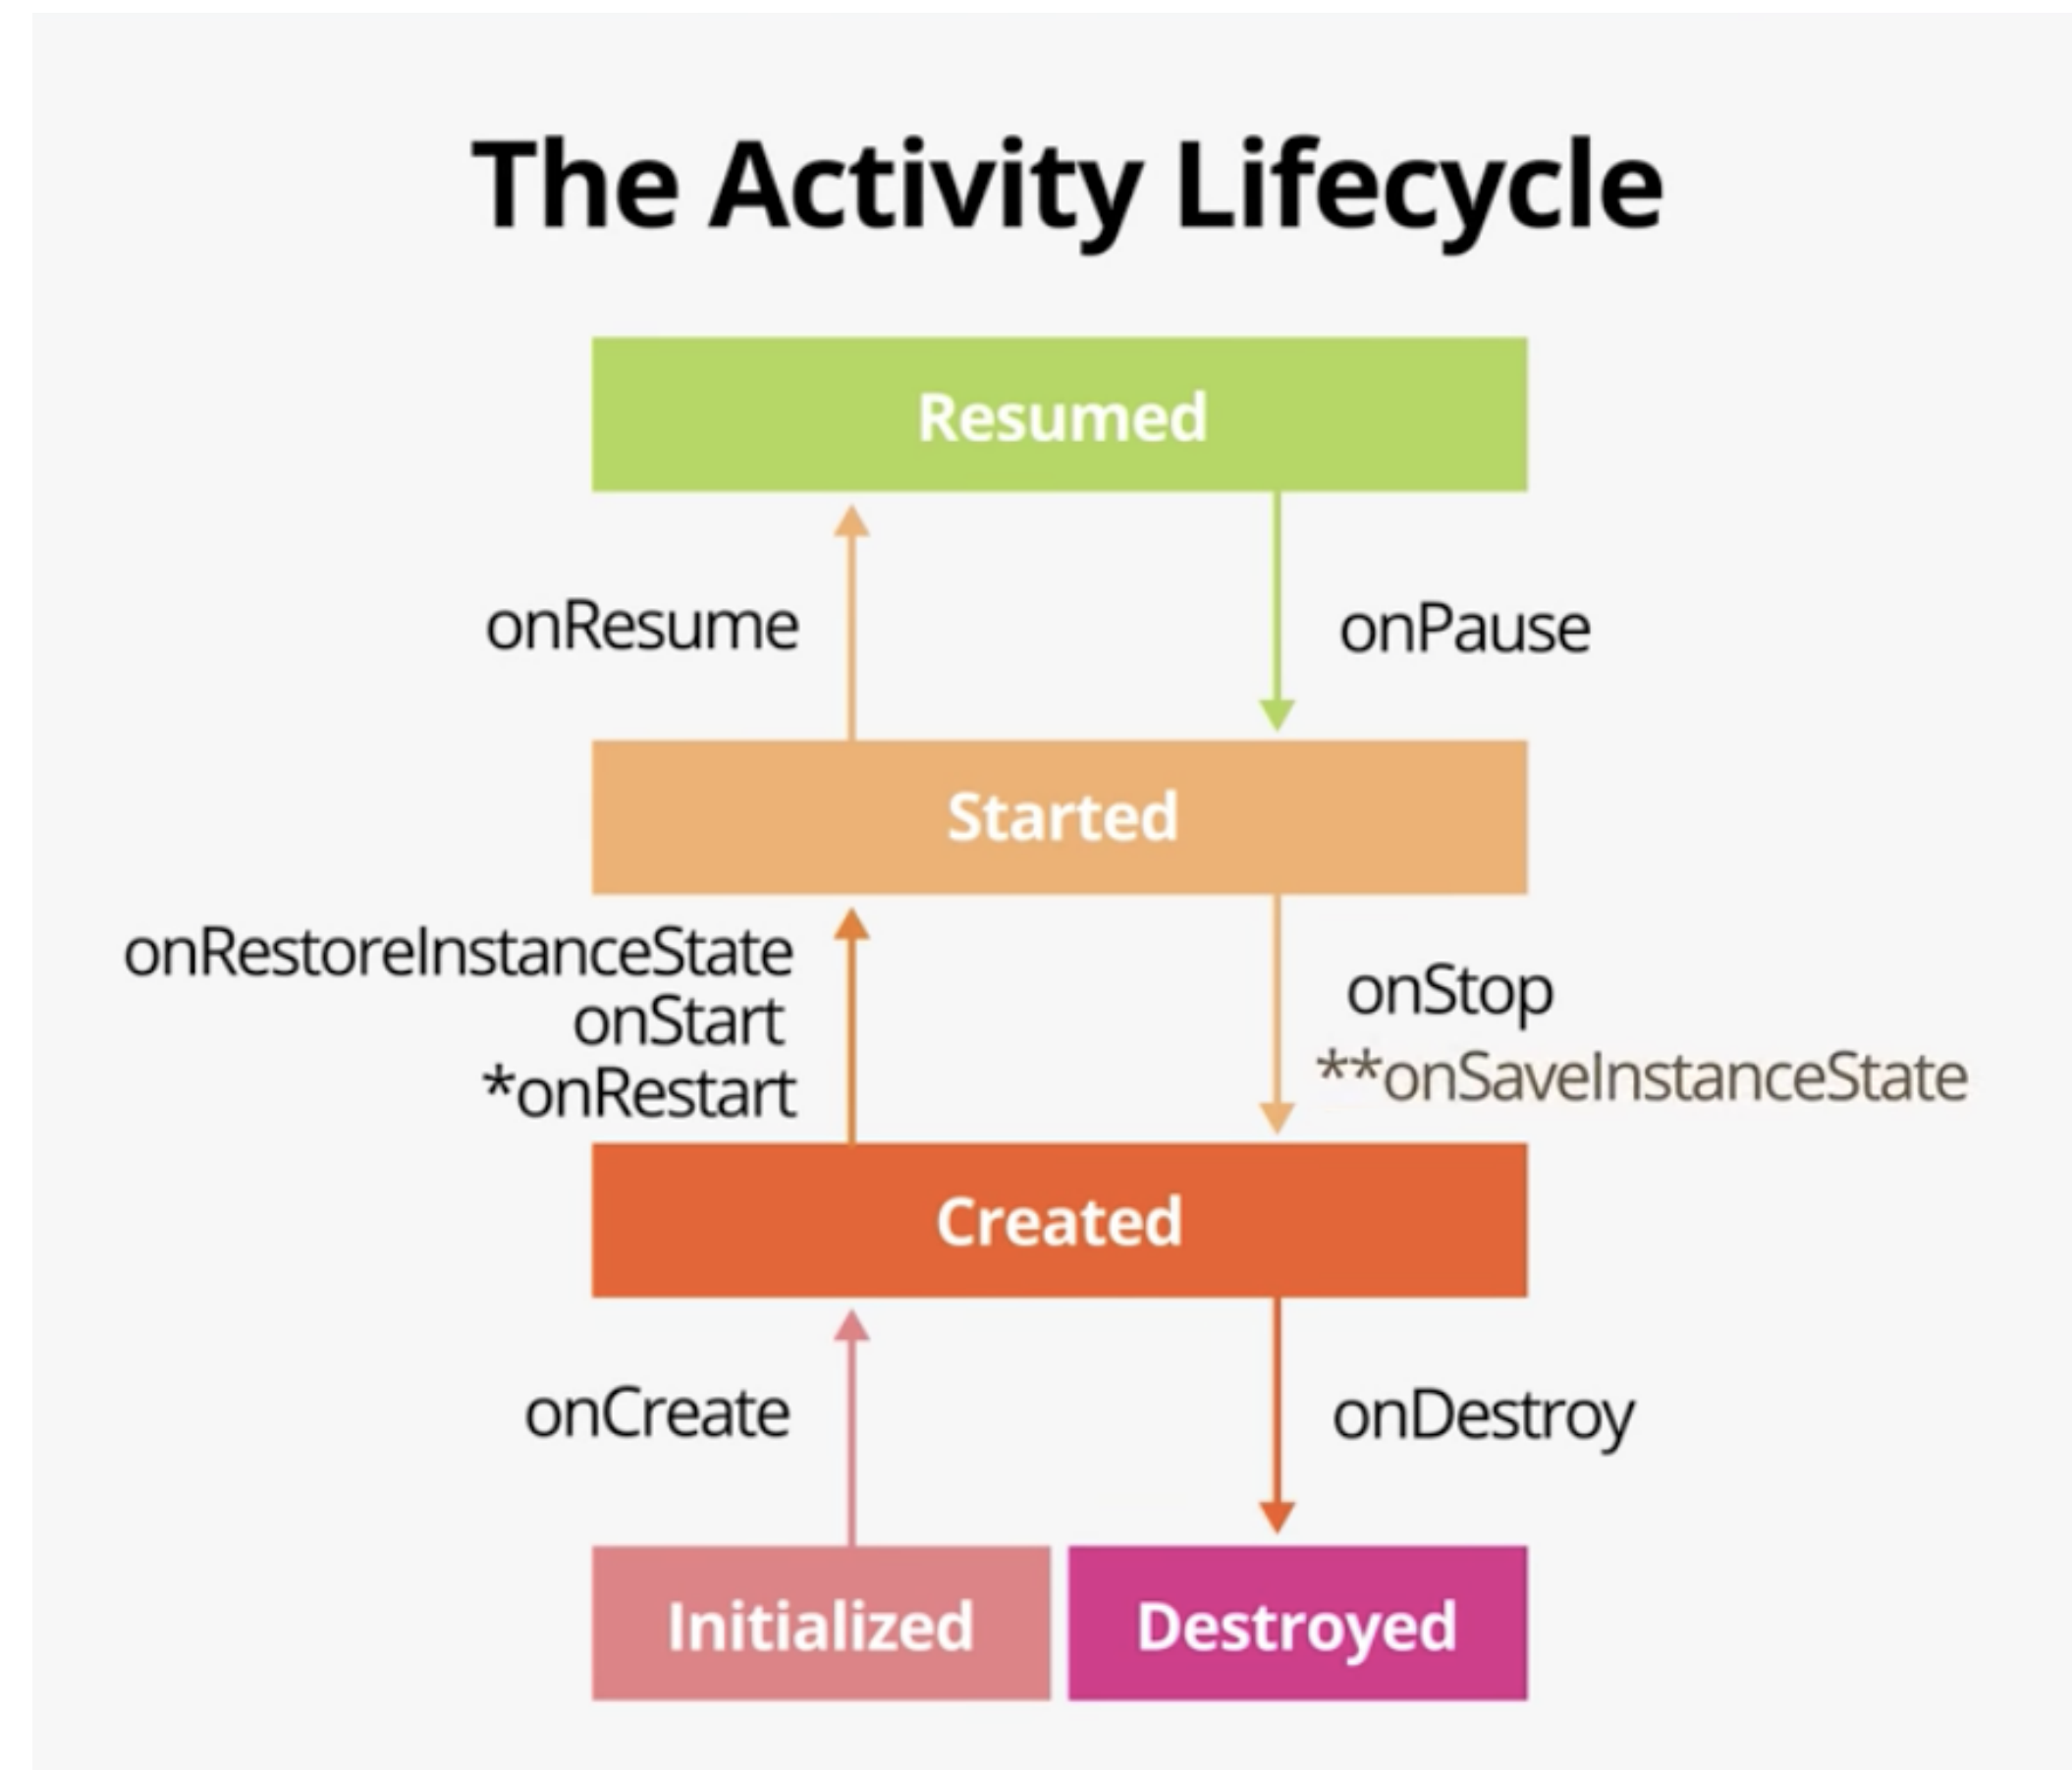 The Activity Lifecycle
Resumed
onResume
onPause
Started
onRestoreInstanceState
onStart
*onRestart
onStop
**onSaveInstanceState
Created
onCreate
onDestroy
Initialized
Destroyed